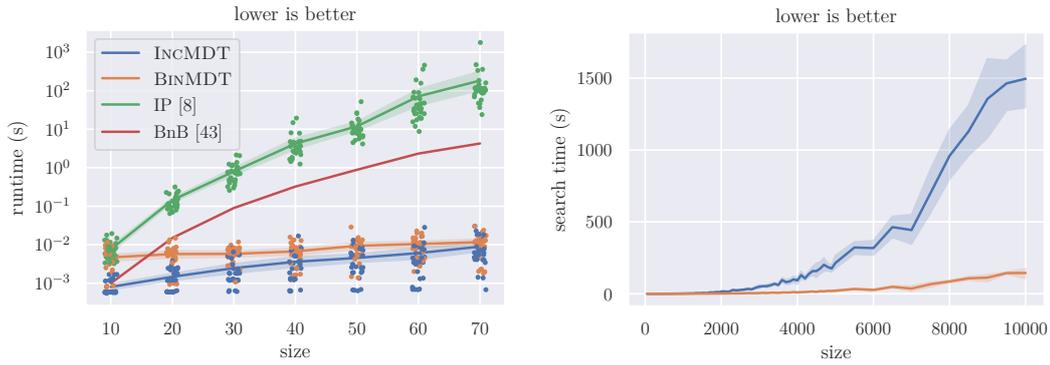 lower is better
10³
10²
10¹
10⁰
10⁻¹
10⁻²
10⁻³
runtime (s)
IncMDT
BinMDT
IP [8]
BnB [43]
10 20 30 40 50 60 70
size
lower is better
1500
1000
500
0
search time (s)
0 2000 4000 6000 8000 10000
size